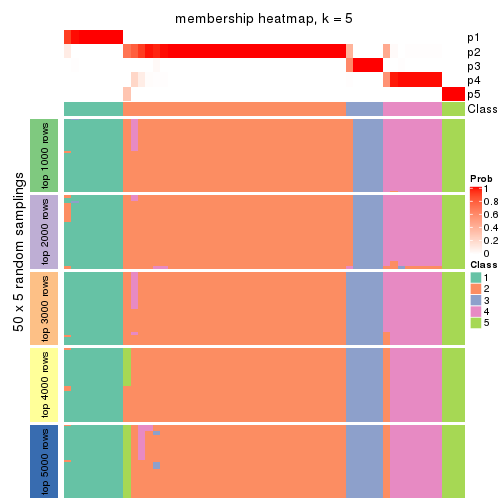 membership heatmap, k = 5
p1
p2
p3
p4
p5
Class
50 x 5 random samplings
top 1000 rows
top 2000 rows
top 3000 rows
top 4000 rows
top 5000 rows
Prob
1
0.8
0.6
0.4
0.2
0
Class
1
2
3
4
5